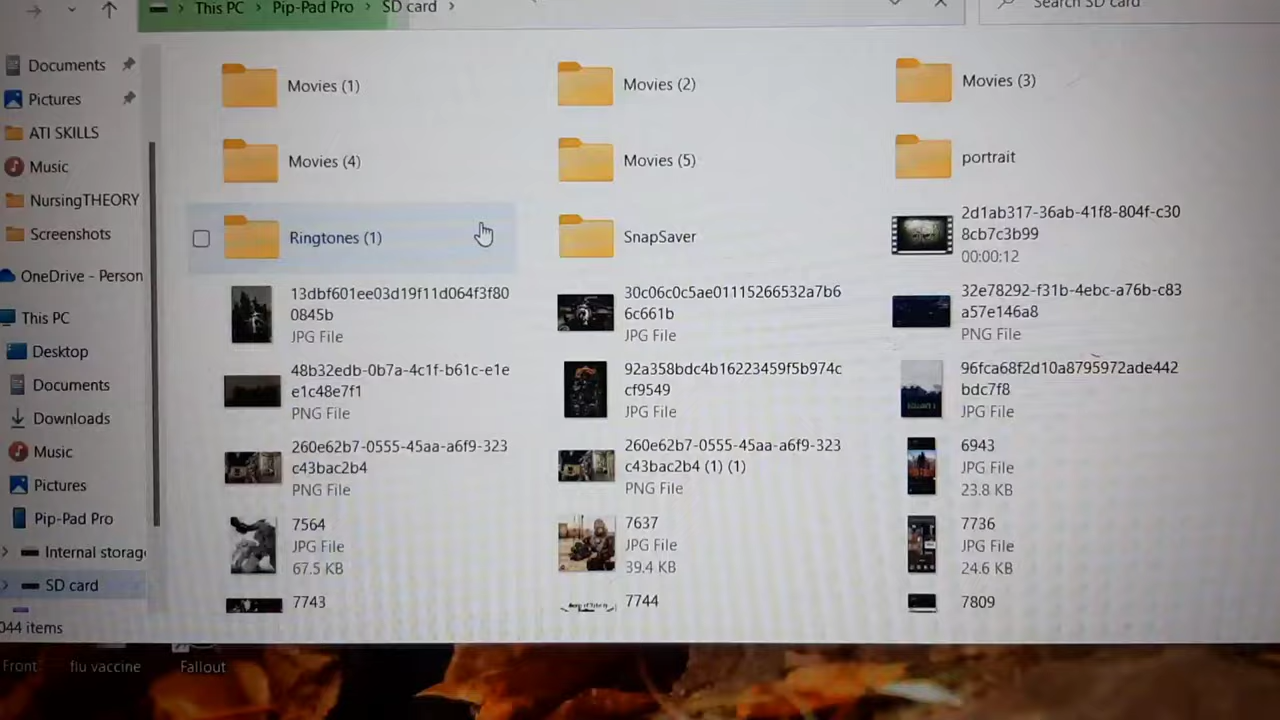 This PC > Pip-Pad Pro > SD card >
Search SD card
Documents
Pictures
ATI SKILLS
Music
NursingTHEORY
Screenshots
OneDrive - Person
This PC
Desktop
Documents
Downloads
Music
Pictures
Pip-Pad Pro
Internal storag
SD card
044 items
Movies (1)
Movies (2)
Movies (3)
Movies (4)
Movies (5)
portrait
Ringtones (1)
SnapSaver
2d1ab317-36ab-41f8-804f-c30
8cb7c3b99
00:00:12
13dbf601ee03d19f11d064f3f80
0845b
JPG File
30c06c0c5ae01115266532a7b6
6c661b
JPG File
32e78292-f31b-4ebc-a76b-c83
a57e146a8
PNG File
48b32edb-0b7a-4c1f-b61c-e1e
e1c48e7f1
PNG File
92a358bdc4b16223459f5b974c
cf9549
JPG File
96fca68f2d10a8795972ade442
bdc7f8
JPG File
260e62b7-0555-45aa-a6f9-323
c43bac2b4
PNG File
260e62b7-0555-45aa-a6f9-323
c43bac2b4 (1) (1)
PNG File
6943
JPG File
23.8 KB
7564
JPG File
67.5 KB
7637
JPG File
39.4 KB
7736
JPG File
24.6 KB
7743
7744
7809
Front
flu vaccine
Fallout